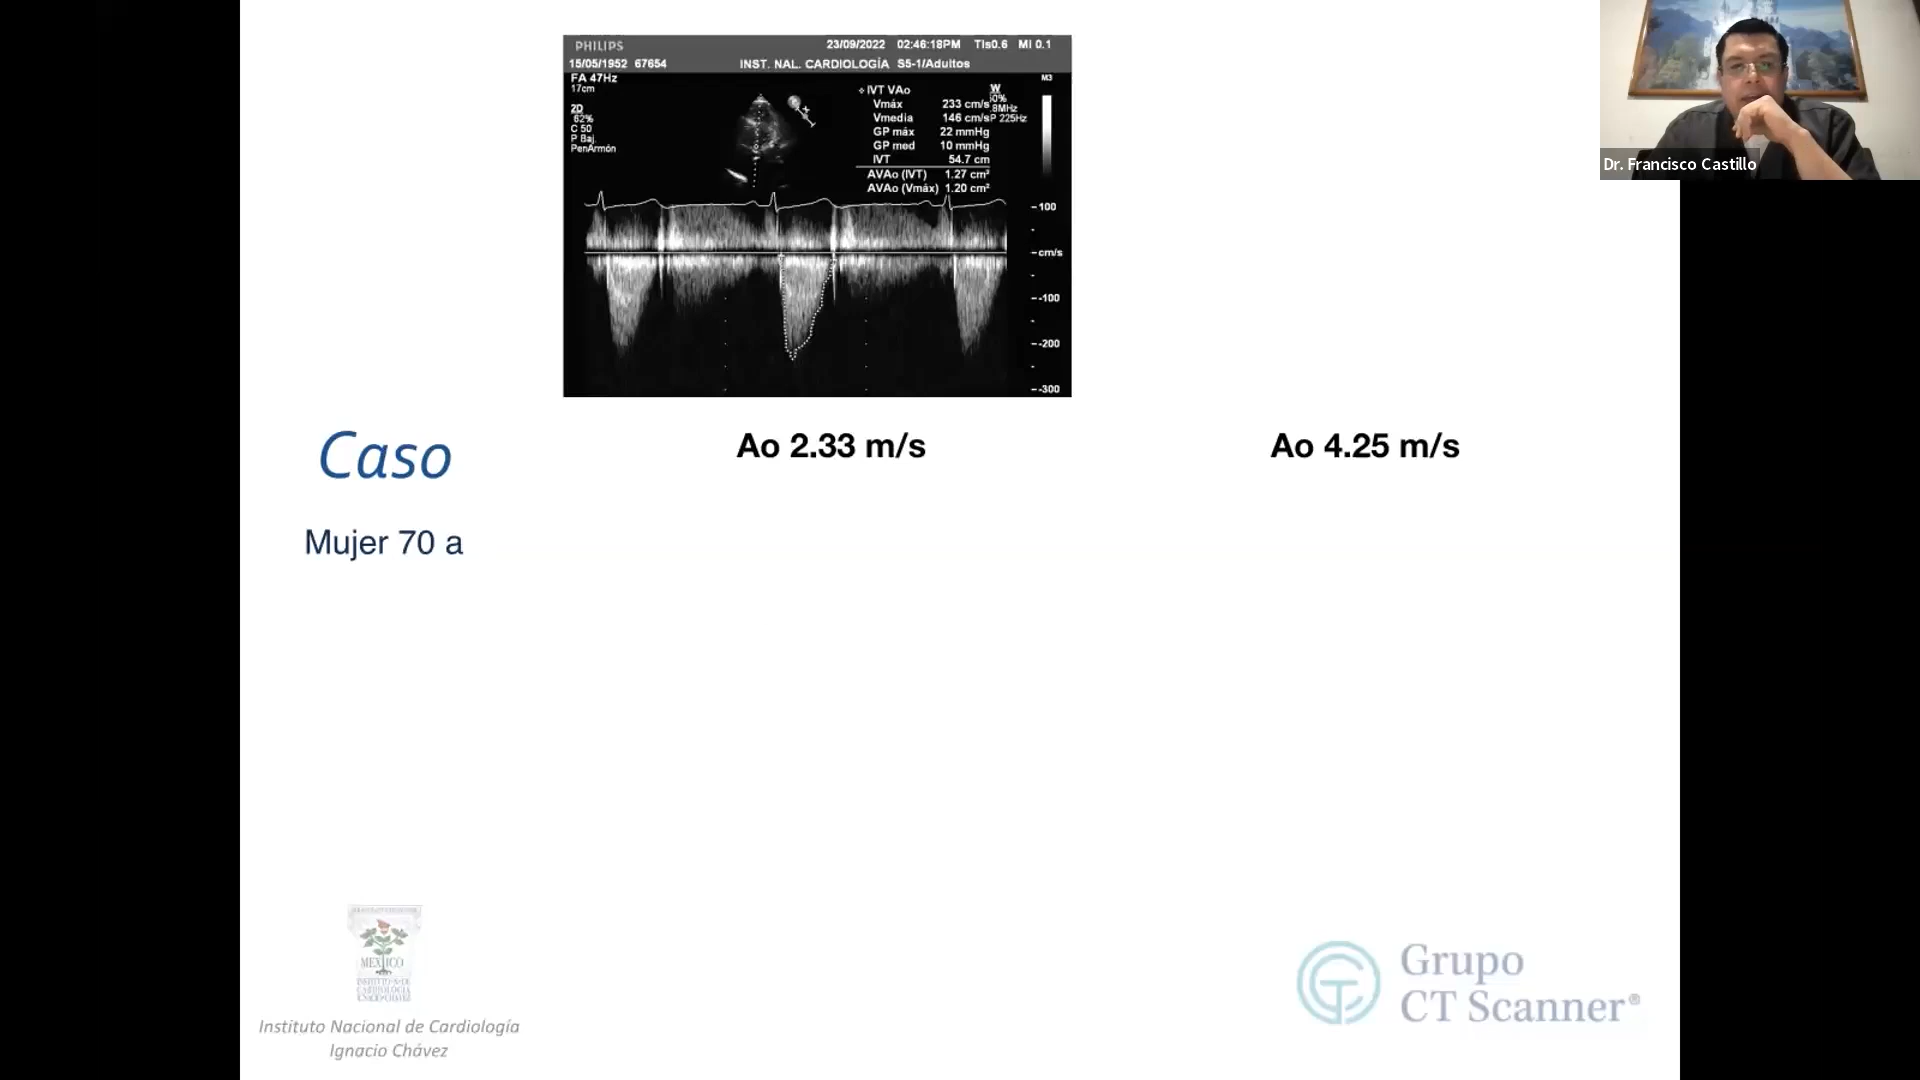 PHILIPS
23/09/2022 02:46:18PM TIs0.6 MI 0.1
15/05/1952 67654
INST. NAL. CARDIOLOGÍA S5-1/Adultos
FA 47Hz
17cm
2D
62%
C 50
P Baj.
PenArmón
M3
IVT VAo
Vmáx 233 cm/s
Vmedia 146 cm/s
GP máx 22 mmHg
GP med 10 mmHg
IVT 54.7 cm
AVAo (IVT) 1.27 cm²
AVAo (Vmáx) 1.20 cm²
W
.8MHz
P 225Hz
100
cm/s
-100
-200
-300
Dr. Francisco Castillo
Ao 2.33 m/s
Ao 4.25 m/s
Caso
Mujer 70 a
MEXICO
Instituto Nacional de Cardiología
Ignacio Chávez
Grupo
CT Scanner®